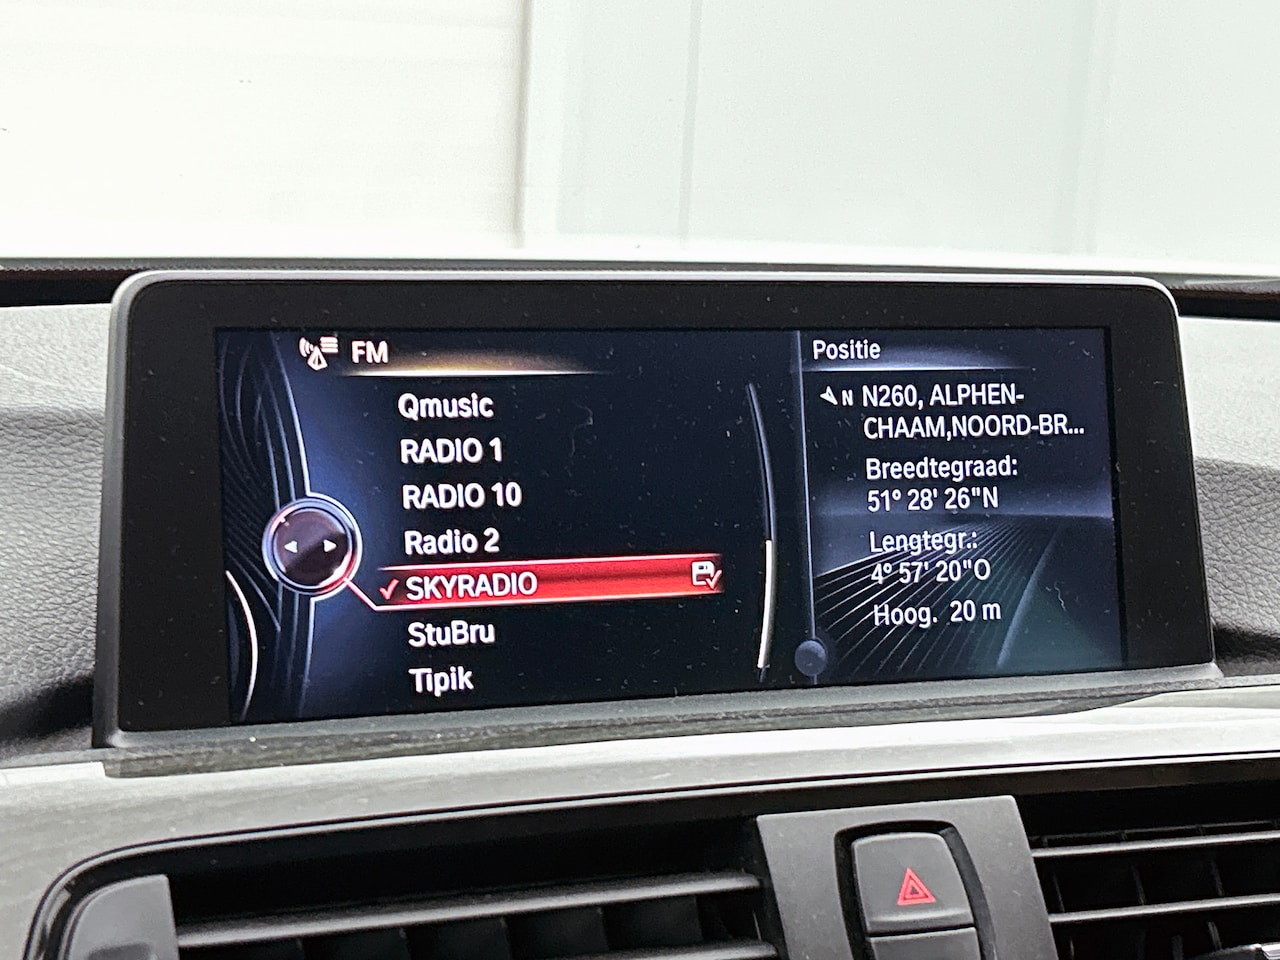 FM
Qmusic
RADIO 1
RADIO 10
Radio 2
SKYRADIO
StuBru
Tipik
Positie
N N260, ALPHEN-
CHAAM,NOORD-BR...
Breedtegraad:
51° 28' 26"N
Lengtegr.:
4° 57' 20"O
Hoog. 20 m